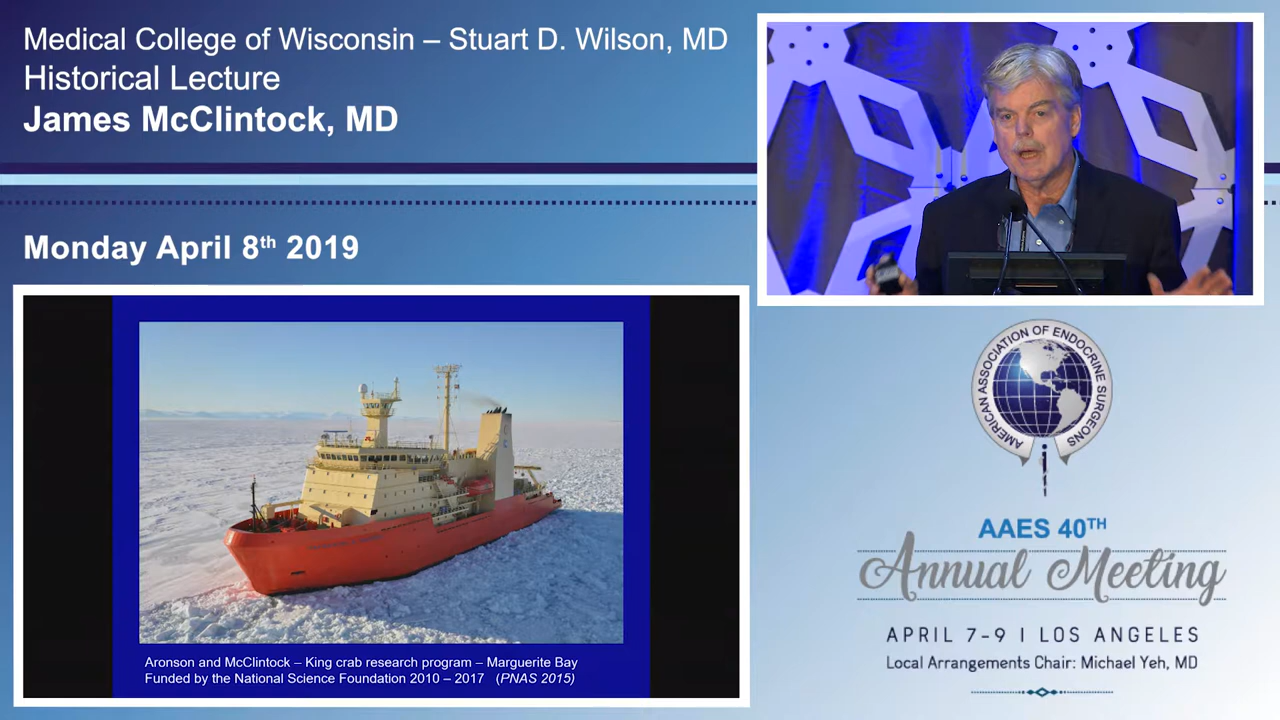 Medical College of Wisconsin – Stuart D. Wilson, MD
Historical Lecture
James McClintock, MD
Monday April 8th 2019
Aronson and McClintock – King crab research program – Marguerite Bay
Funded by the National Science Foundation 2010 – 2017 (PNAS 2015)
AMERICAN ASSOCIATION OF ENDOCRINE SURGEONS
AAES 40TH
Annual Meeting
APRIL 7-9 I LOS ANGELES
Local Arrangements Chair: Michael Yeh, MD